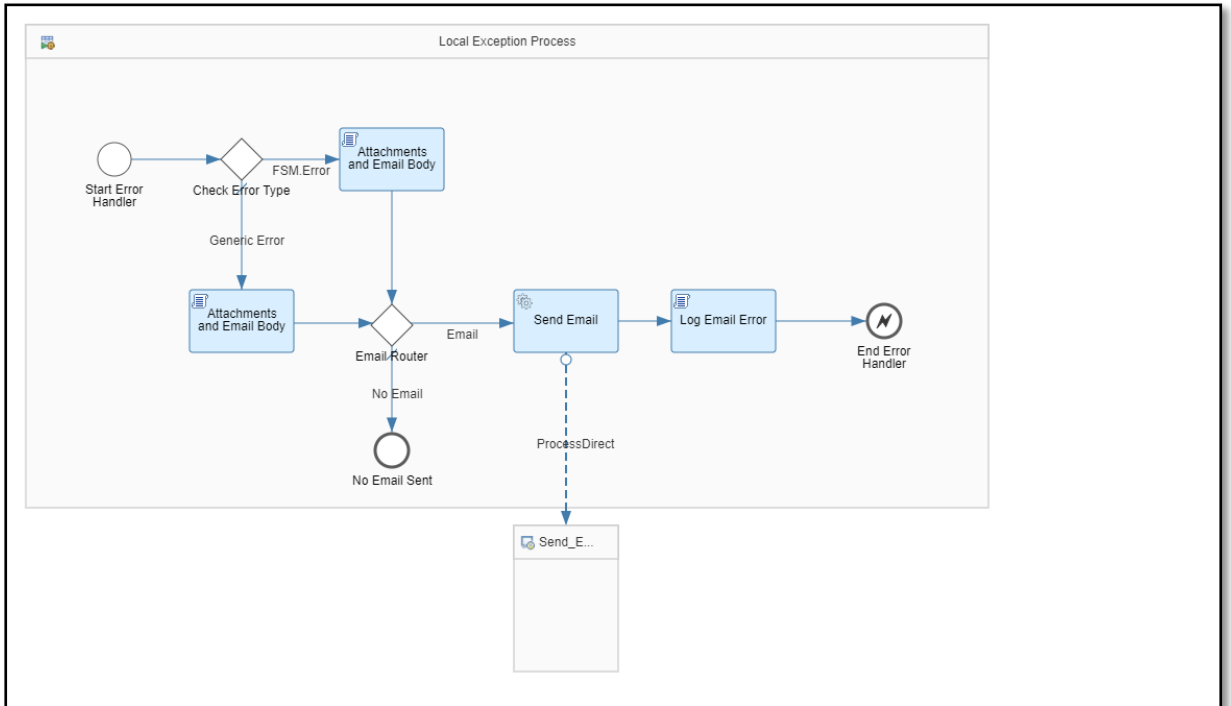 Local Exception Process
Attachments
and Email Body
FSM.Error
Start Error
Handler
Check Error Type
Generic Error
Attachments
and Email Body
Email Router
Email
Send Email
Log Email Error
End Error
Handler
No Email
No Email Sent
ProcessDirect
Send_E...